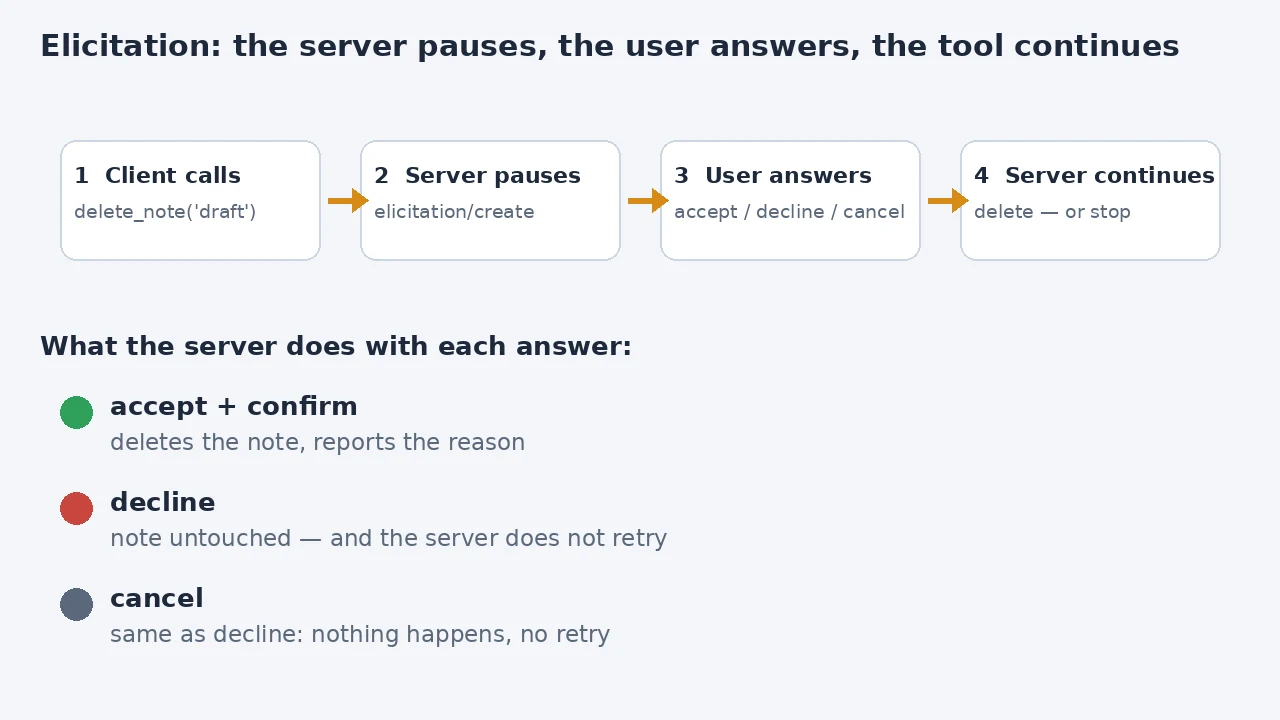 Elicitation: the server pauses, the user answers, the tool continues
1 Client calls
delete_note('draft')
2 Server pauses
elicitation/create
3 User answers
accept / decline / cancel
4 Server continues
delete — or stop
What the server does with each answer:
accept + confirm
deletes the note, reports the reason
decline
note untouched — and the server does not retry
cancel
same as decline: nothing happens, no retry